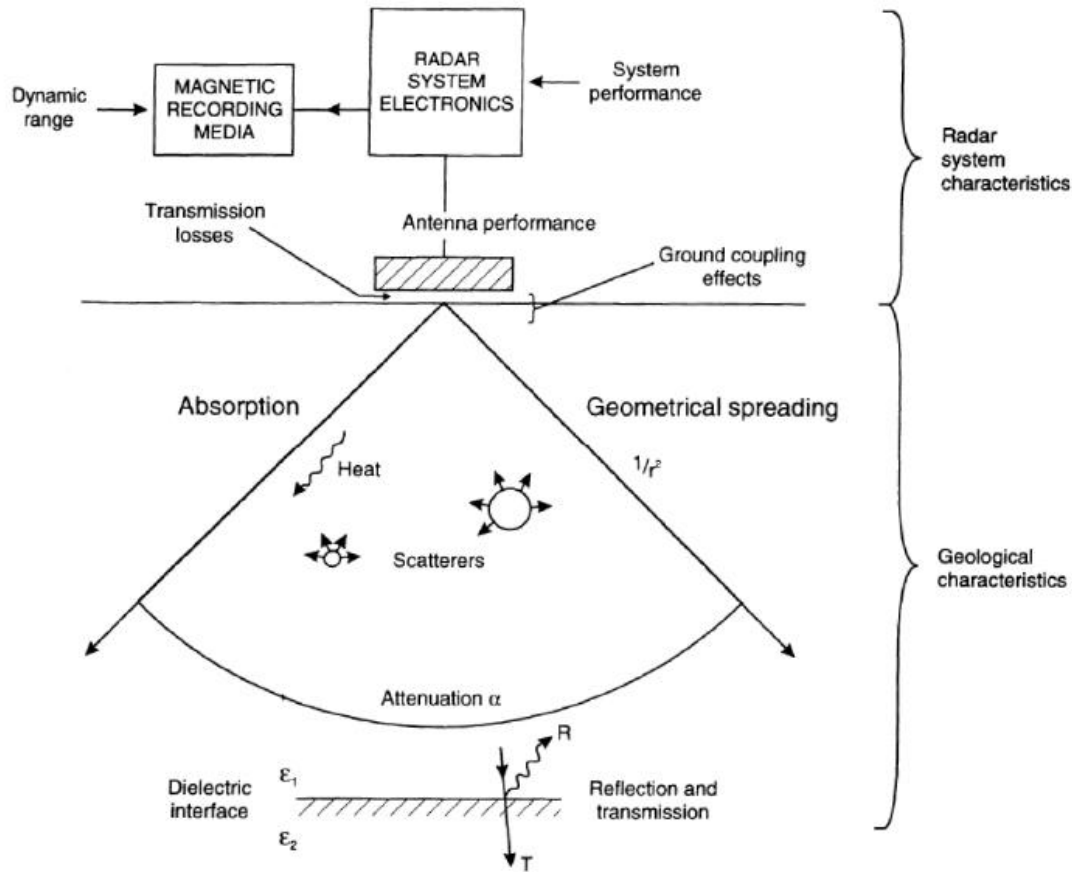 RADAR
SYSTEM
ELECTRONICS
System
performance
MAGNETIC
RECORDING
MEDIA
Dynamic
range
Radar
system
characteristics
Transmission
losses
Antenna performance
Ground coupling
effects
Absorption
Geometrical spreading
1/r²
Heat
Scatterers
Geological
characteristics
Attenuation α
R
Dielectric
interface
ε₁
ε₂
Reflection and
transmission
T